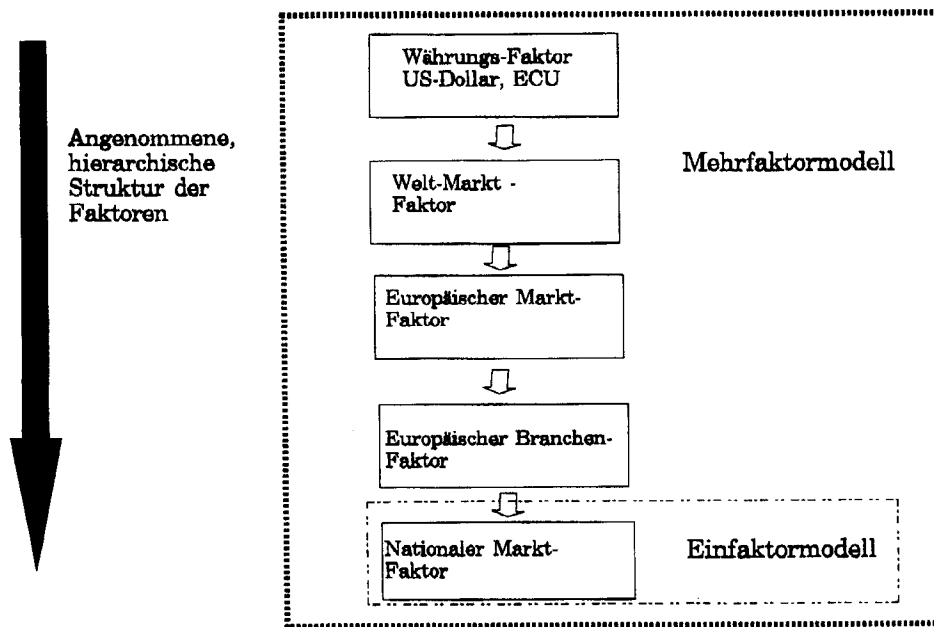 Währungs-Faktor
US-Dollar, ECU
Angenommene,
hierarchische
Struktur der
Faktoren
Mehrfaktormodell
Welt-Markt -
Faktor
Europäischer Markt-
Faktor
Europäischer Branchen-
Faktor
Nationaler Markt-
Faktor
Einfaktormodell